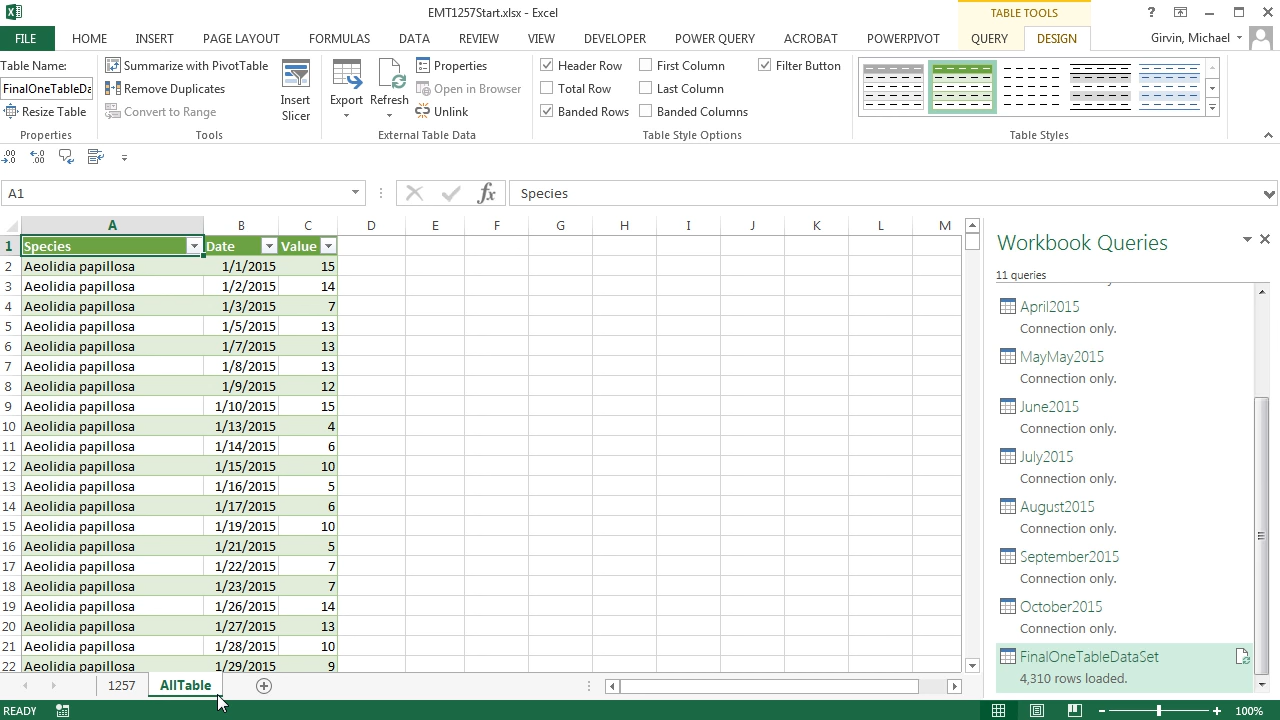 EMT1257Start.xlsx - Excel
TABLE TOOLS
?
FILE HOME INSERT PAGE LAYOUT FORMULAS DATA REVIEW VIEW DEVELOPER POWER QUERY ACROBAT POWERPIVOT QUERY DESIGN Girvin, Michael
Table Name:
FinalOneTableDa
Resize Table
Properties
Summarize with PivotTable
Remove Duplicates
Convert to Range
Insert
Slicer
Tools
Export
Refresh
Properties
Open in Browser
Unlink
External Table Data
Header Row
Total Row
Banded Rows
First Column
Last Column
Banded Columns
Filter Button
Table Style Options
Table Styles
A1
fx
Species
A B C D E F G H I J K L M
1 Species Date Value
2 Aeolidia papillosa 1/1/2015 15
3 Aeolidia papillosa 1/2/2015 14
4 Aeolidia papillosa 1/3/2015 7
5 Aeolidia papillosa 1/5/2015 13
6 Aeolidia papillosa 1/7/2015 13
7 Aeolidia papillosa 1/8/2015 13
8 Aeolidia papillosa 1/9/2015 12
9 Aeolidia papillosa 1/10/2015 15
10 Aeolidia papillosa 1/13/2015 4
11 Aeolidia papillosa 1/14/2015 6
12 Aeolidia papillosa 1/15/2015 10
13 Aeolidia papillosa 1/16/2015 5
14 Aeolidia papillosa 1/17/2015 6
15 Aeolidia papillosa 1/19/2015 10
16 Aeolidia papillosa 1/21/2015 5
17 Aeolidia papillosa 1/22/2015 7
18 Aeolidia papillosa 1/23/2015 7
19 Aeolidia papillosa 1/26/2015 14
20 Aeolidia papillosa 1/27/2015 13
21 Aeolidia papillosa 1/28/2015 10
22 Aeolidia papillosa 1/29/2015 9
Workbook Queries
11 queries
April2015
Connection only.
MayMay2015
Connection only.
June2015
Connection only.
July2015
Connection only.
August2015
Connection only.
September2015
Connection only.
October2015
Connection only.
FinalOneTableDataSet
4,310 rows loaded.
1257 AllTable
READY
100%